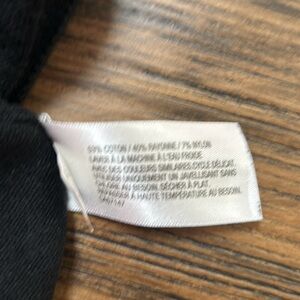 53% COTON / 40% RAYONNE / 7% NYLON
LAVER À LA MACHINE À L'EAU FROIDE
AVEC DES COULEURS SIMILAIRES CYCLE DÉLICAT.
UTILISER UNIQUEMENT UN JAVELLISANT SANS
CHLORE AU BESOIN. SÉCHER À PLAT.
REPASSER À HAUTE TEMPÉRATURE AU BESOIN.